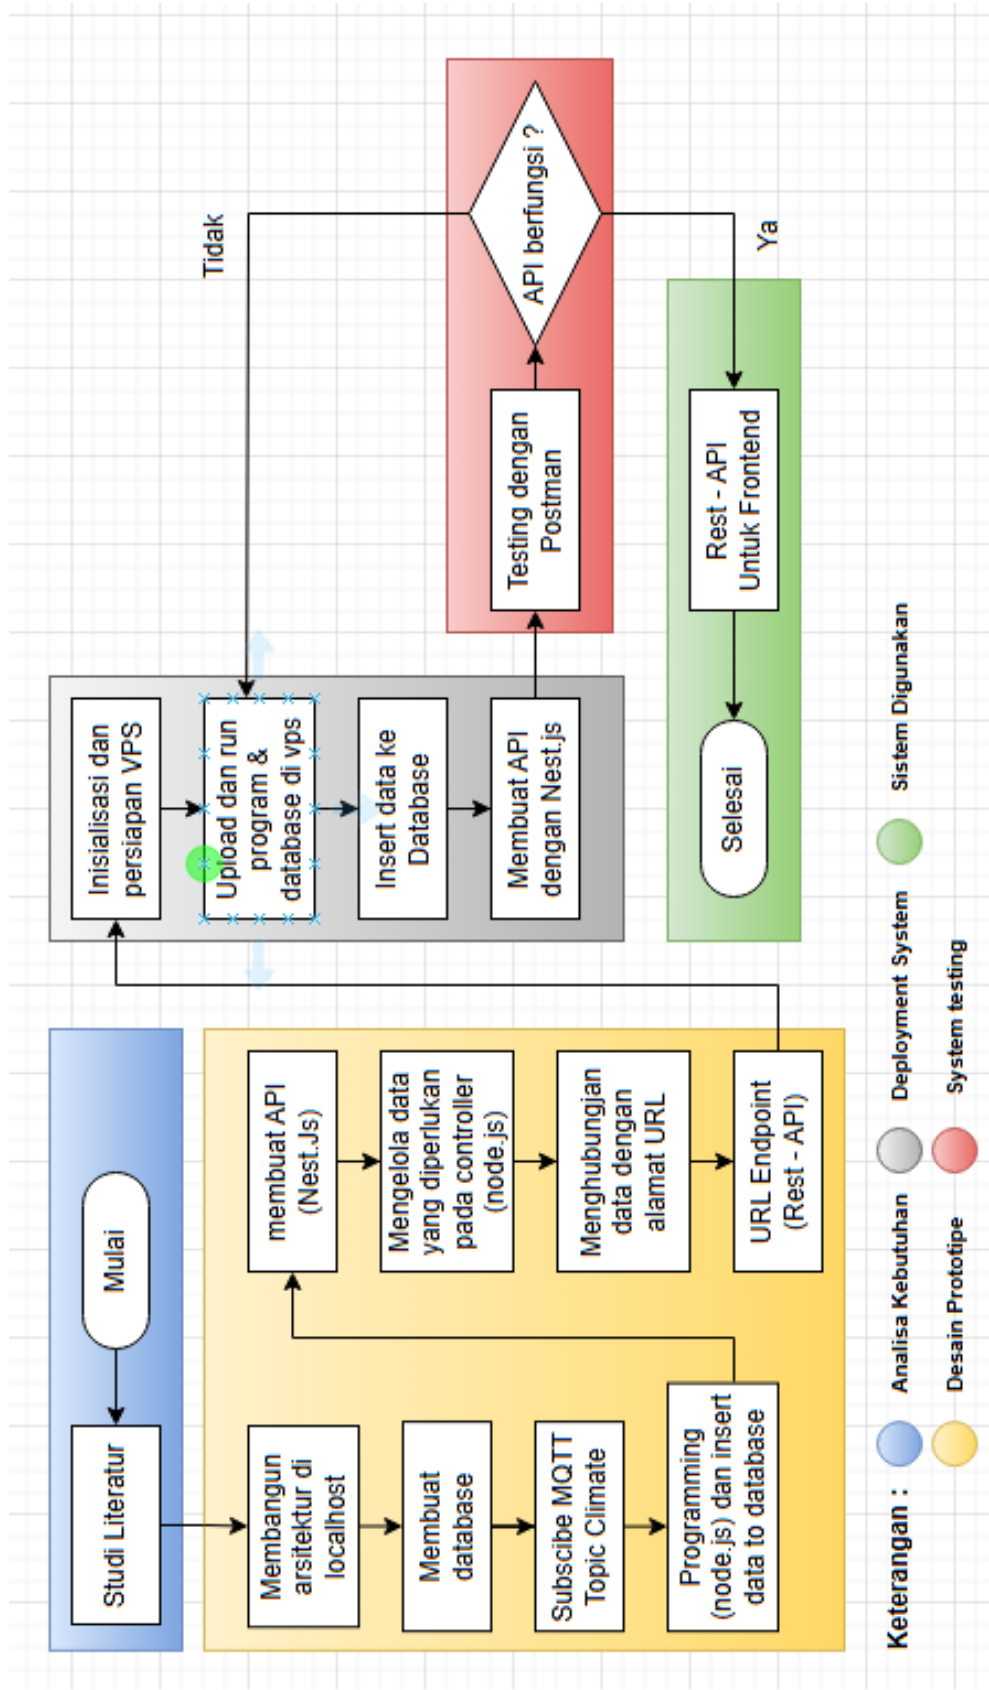 Mulai
Studi Literatur
Membangun
arsitektur di
localhost
Membuat
database
Subscibe MQTT
Topic Climate
Programming
(node.js) dan insert
data to database
membuat API
(Nest.Js)
Mengelola data
yang diperlukan
pada controller
(node.js)
Menghubungjan
data dengan
alamat URL
URL Endpoint
(Rest - API)
Inisialisasi dan
persiapan VPS
Upload dan run
program &
database di vps
Insert data ke
Database
Membuat API
dengan Nest.js
Testing dengan
Postman
API berfungsi ?
Tidak
Ya
Rest - API
Untuk Frontend
Selesai
Keterangan :
Analisa Kebutuhan
Deployment System
Sistem Digunakan
Desain Prototipe
System testing